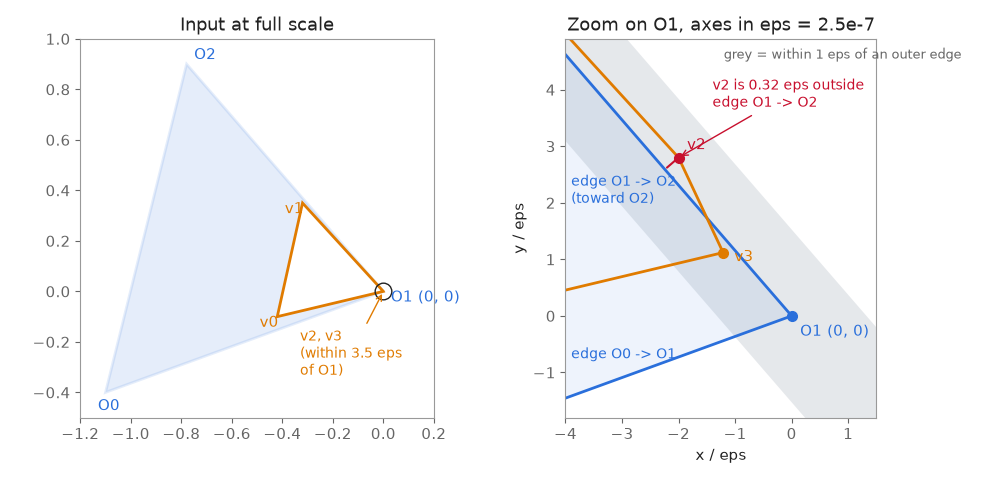 Input at full scale
1.0
0.8
0.6
0.4
0.2
0.0
−0.2
−0.4
−1.2
−1.0
−0.8
−0.6
−0.4
−0.2
0.0
0.2
O2
v1
O1 (0, 0)
v0
v2, v3
(within 3.5 eps
of O1)
O0
Zoom on O1, axes in eps = 2.5e-7
grey = within 1 eps of an outer edge
v2 is 0.32 eps outside
edge O1 -> O2
v2
edge O1 -> O2
(toward O2)
v3
O1 (0, 0)
edge O0 -> O1
4
3
2
1
0
−1
y / eps
−4
−3
−2
−1
0
1
x / eps